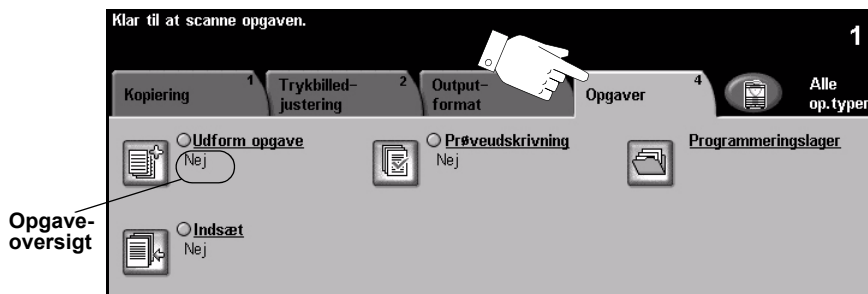 Klar til at scanne opgaven.
1
Kopiering 1
Trykbilled- 2
justering
Output-
format
Opgaver 4
Alle
op.typer
Udform opgave
Nej
Prøveudskrivning
Nej
Programmeringslager
Opgave-
oversigt
Indsæt
Nej